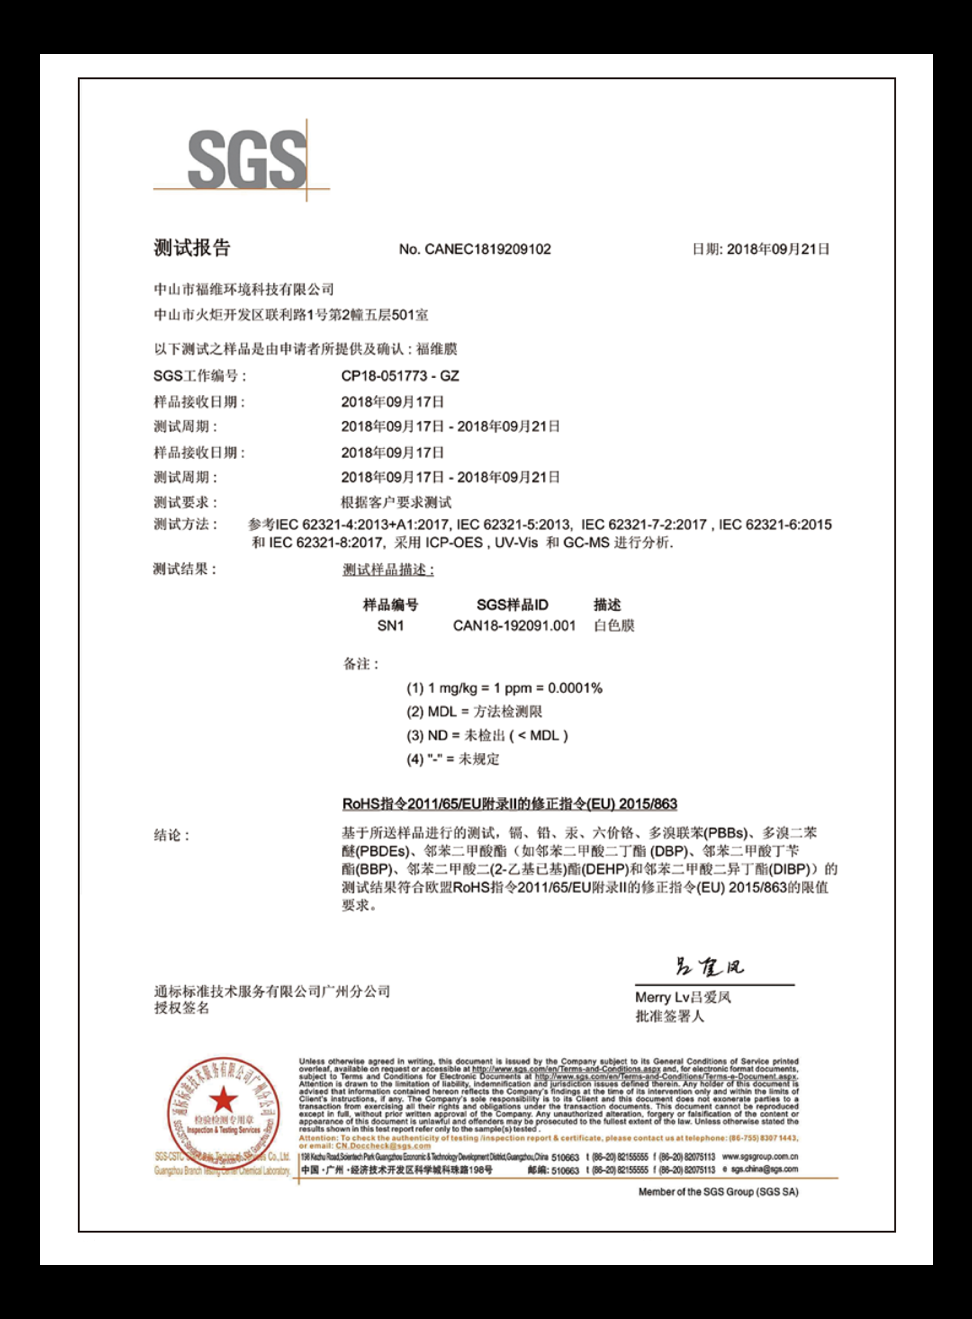 SGS
测试报告 No. CANEC1819209102 日期: 2018年09月21日
中山市福维环境科技有限公司
中山市火炬开发区联利路1号第2幢五层501室
以下测试之样品是由申请者所提供及确认 : 福维膜
SGS工作编号 : CP18-051773 - GZ
样品接收日期 : 2018年09月17日
测试周期 : 2018年09月17日 - 2018年09月21日
样品接收日期 : 2018年09月17日
测试周期 : 2018年09月17日 - 2018年09月21日
测试要求 : 根据客户要求测试
测试方法 : 参考IEC 62321-4:2013+A1:2017, IEC 62321-5:2013, IEC 62321-7-2:2017 , IEC 62321-6:2015
和 IEC 62321-8:2017, 采用 ICP-OES , UV-Vis 和 GC-MS 进行分析.
测试结果 : 测试样品描述 :
样品编号 SGS样品ID 描述
SN1 CAN18-192091.001 白色膜
备注 :
(1) 1 mg/kg = 1 ppm = 0.0001%
(2) MDL = 方法检测限
(3) ND = 未检出 ( < MDL )
(4) "-" = 未规定
RoHS指令2011/65/EU附录II的修正指令(EU) 2015/863
结论 : 基于所送样品进行的测试，镉、铅、汞、六价铬、多溴联苯(PBBs)、多溴二苯
醚(PBDEs)、邻苯二甲酸酯（如邻苯二甲酸二丁酯 (DBP)、邻苯二甲酸丁苄
酯(BBP)、邻苯二甲酸二(2-乙基已基)酯(DEHP)和邻苯二甲酸二异丁酯(DIBP)）的
测试结果符合欧盟RoHS指令2011/65/EU附录II的修正指令(EU) 2015/863的限值
要求。
通标标准技术服务有限公司广州分公司
授权签名
Merry Lv吕爱凤
批准签署人
通标标准技术服务有限公司广州分公司
检验检测专用章
Inspection & Testing Services
SGS-CSTC Standards Technical Services Co., Ltd.
Guangzhou Branch Testing Center Chemical Laboratory.
Unless otherwise agreed in writing, this document is issued by the Company subject to its General Conditions of Service printed
overleaf, available on request or accessible at http://www.sgs.com/en/Terms-and-Conditions.aspx and, for electronic format documents,
subject to Terms and Conditions for Electronic Documents at http://www.sgs.com/en/Terms-and-Conditions/Terms-e-Document.aspx.
Attention is drawn to the limitation of liability, indemnification and jurisdiction issues defined therein. Any holder of this document is
advised that information contained hereon reflects the Company's findings at the time of its intervention only and within the limits of
Client's instructions, if any. The Company's sole responsibility is to its Client and this document does not exonerate parties to a
transaction from exercising all their rights and obligations under the transaction documents. This document cannot be reproduced
except in full, without prior written approval of the Company. Any unauthorized alteration, forgery or falsification of the content or
appearance of this document is unlawful and offenders may be prosecuted to the fullest extent of the law. Unless otherwise stated the
results shown in this test report refer only to the sample(s) tested .
Attention: To check the authenticity of testing /inspection report & certificate, please contact us at telephone: (86-755) 8307 1443,
or email: CN.Doccheck@sgs.com
198 Kezhu Road,Scientech Park Guangzhou Economic & Technology Development District,Guangzhou,China 510663 t (86-20) 82155555 f (86-20) 82075113 www.sgsgroup.com.cn
中国 · 广州 · 经济技术开发区科学城科珠路198号 邮编: 510663 t (86-20) 82155555 f (86-20) 82075113 e sgs.china@sgs.com
Member of the SGS Group (SGS SA)